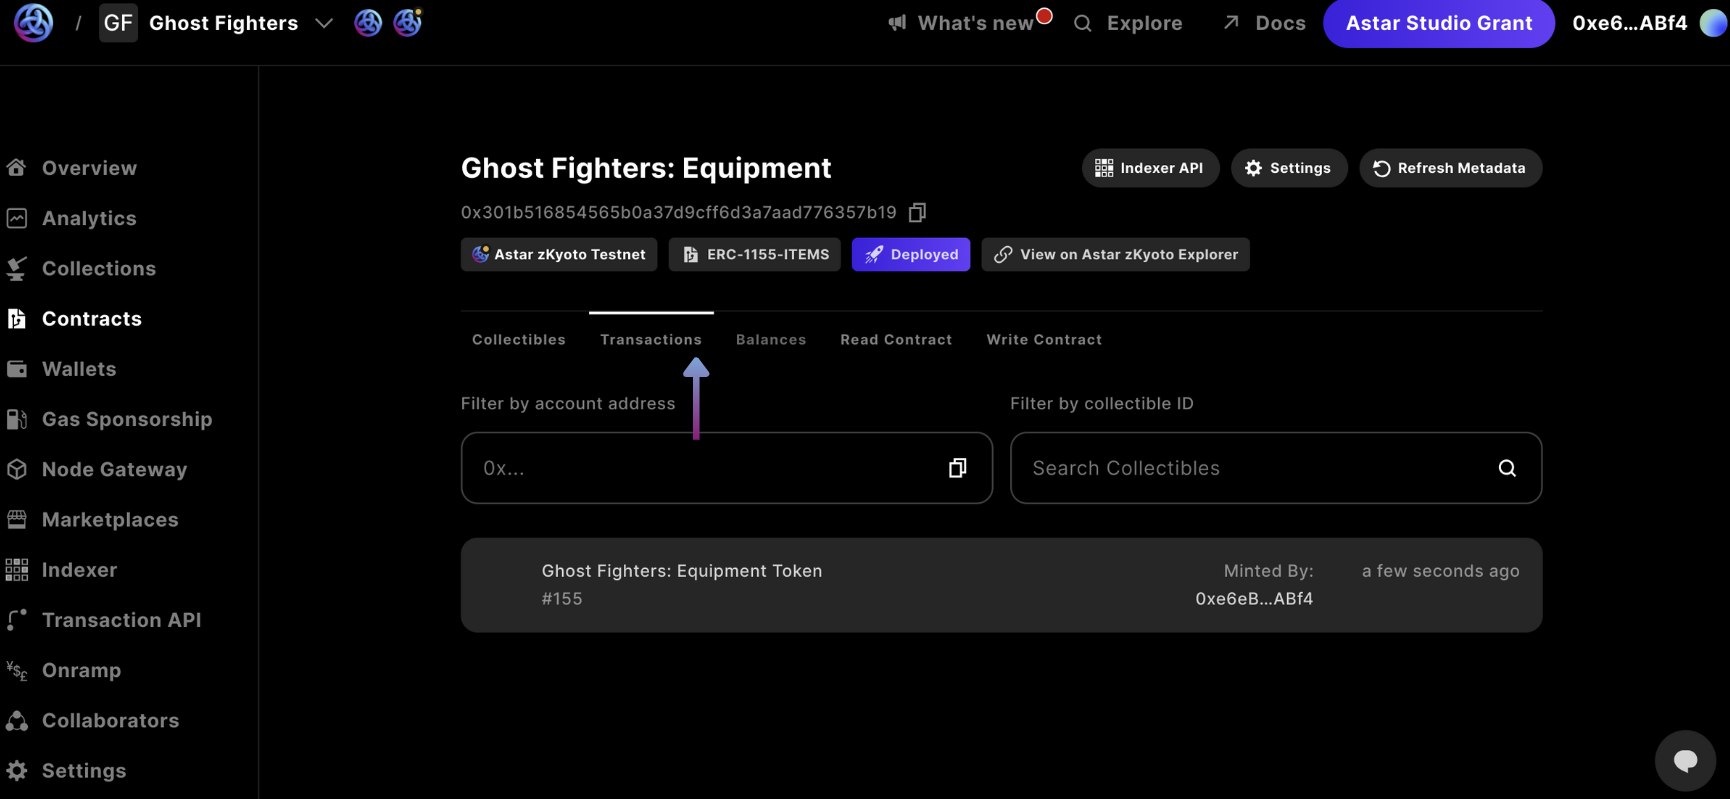 / GF Ghost Fighters What's new Explore Docs Astar Studio Grant 0xe6...ABf4
Overview
Analytics
Collections
Contracts
Wallets
Gas Sponsorship
Node Gateway
Marketplaces
Indexer
Transaction API
Onramp
Collaborators
Settings
Ghost Fighters: Equipment
Indexer API Settings Refresh Metadata
0x301b516854565b0a37d9cff6d3a7aad776357b19
Astar zKyoto Testnet ERC-1155-ITEMS Deployed View on Astar zKyoto Explorer
Collectibles Transactions Balances Read Contract Write Contract
Filter by account address Filter by collectible ID
0x... Search Collectibles
Ghost Fighters: Equipment Token Minted By: a few seconds ago
#155 0xe6eB...ABf4